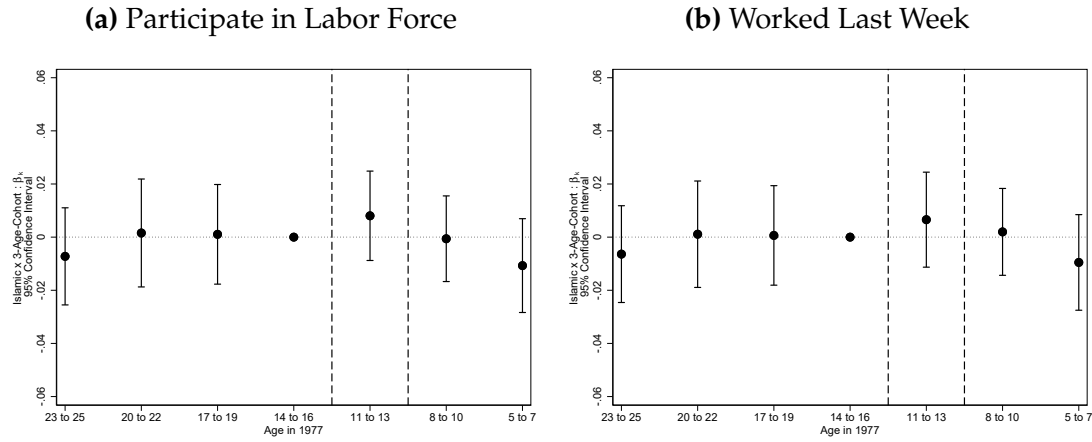 (a) Participate in Labor Force
Islamic x 3-Age-Cohort : βk
95% Confidence Interval
.06
.04
.02
0
-.02
-.04
-.06
23 to 25 20 to 22 17 to 19 14 to 16 11 to 13 8 to 10 5 to 7
Age in 1977
(b) Worked Last Week
Islamic x 3-Age-Cohort : βk
95% Confidence Interval
.06
.04
.02
0
-.02
-.04
-.06
23 to 25 20 to 22 17 to 19 14 to 16 11 to 13 8 to 10 5 to 7
Age in 1977